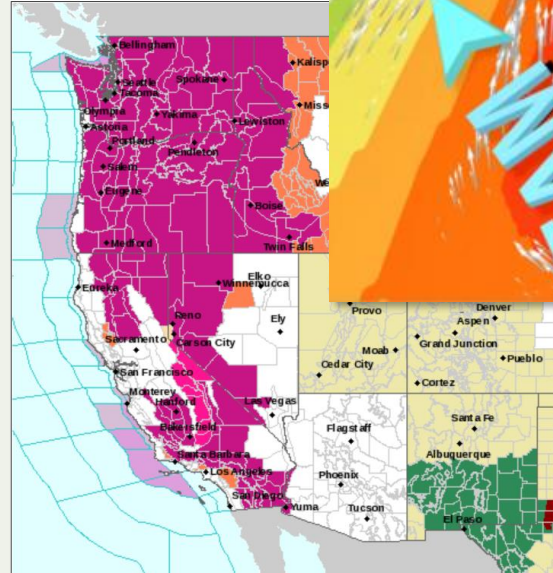 Bellingham
Kalisp
Seattle
Spokane
Tacoma
Olympia
Miss
Yakima
Lewiston
Astoria
Portland
Pendleton
Salem
We
Eugene
Boise
Medford
Twin Falls
Elko
Eureka
Winnemucca
Provo
Denver
Reno
Ely
Aspen
Sacramento
Carson City
Grand Junction
Moab
Pueblo
San Francisco
Cedar City
Cortez
Monterey
Hanford
Las Vegas
Santa Fe
Bakersfield
Flagstaff
Albuquerque
Santa Barbara
Los Angeles
Phoenix
San Diego
Yuma
Tucson
El Paso